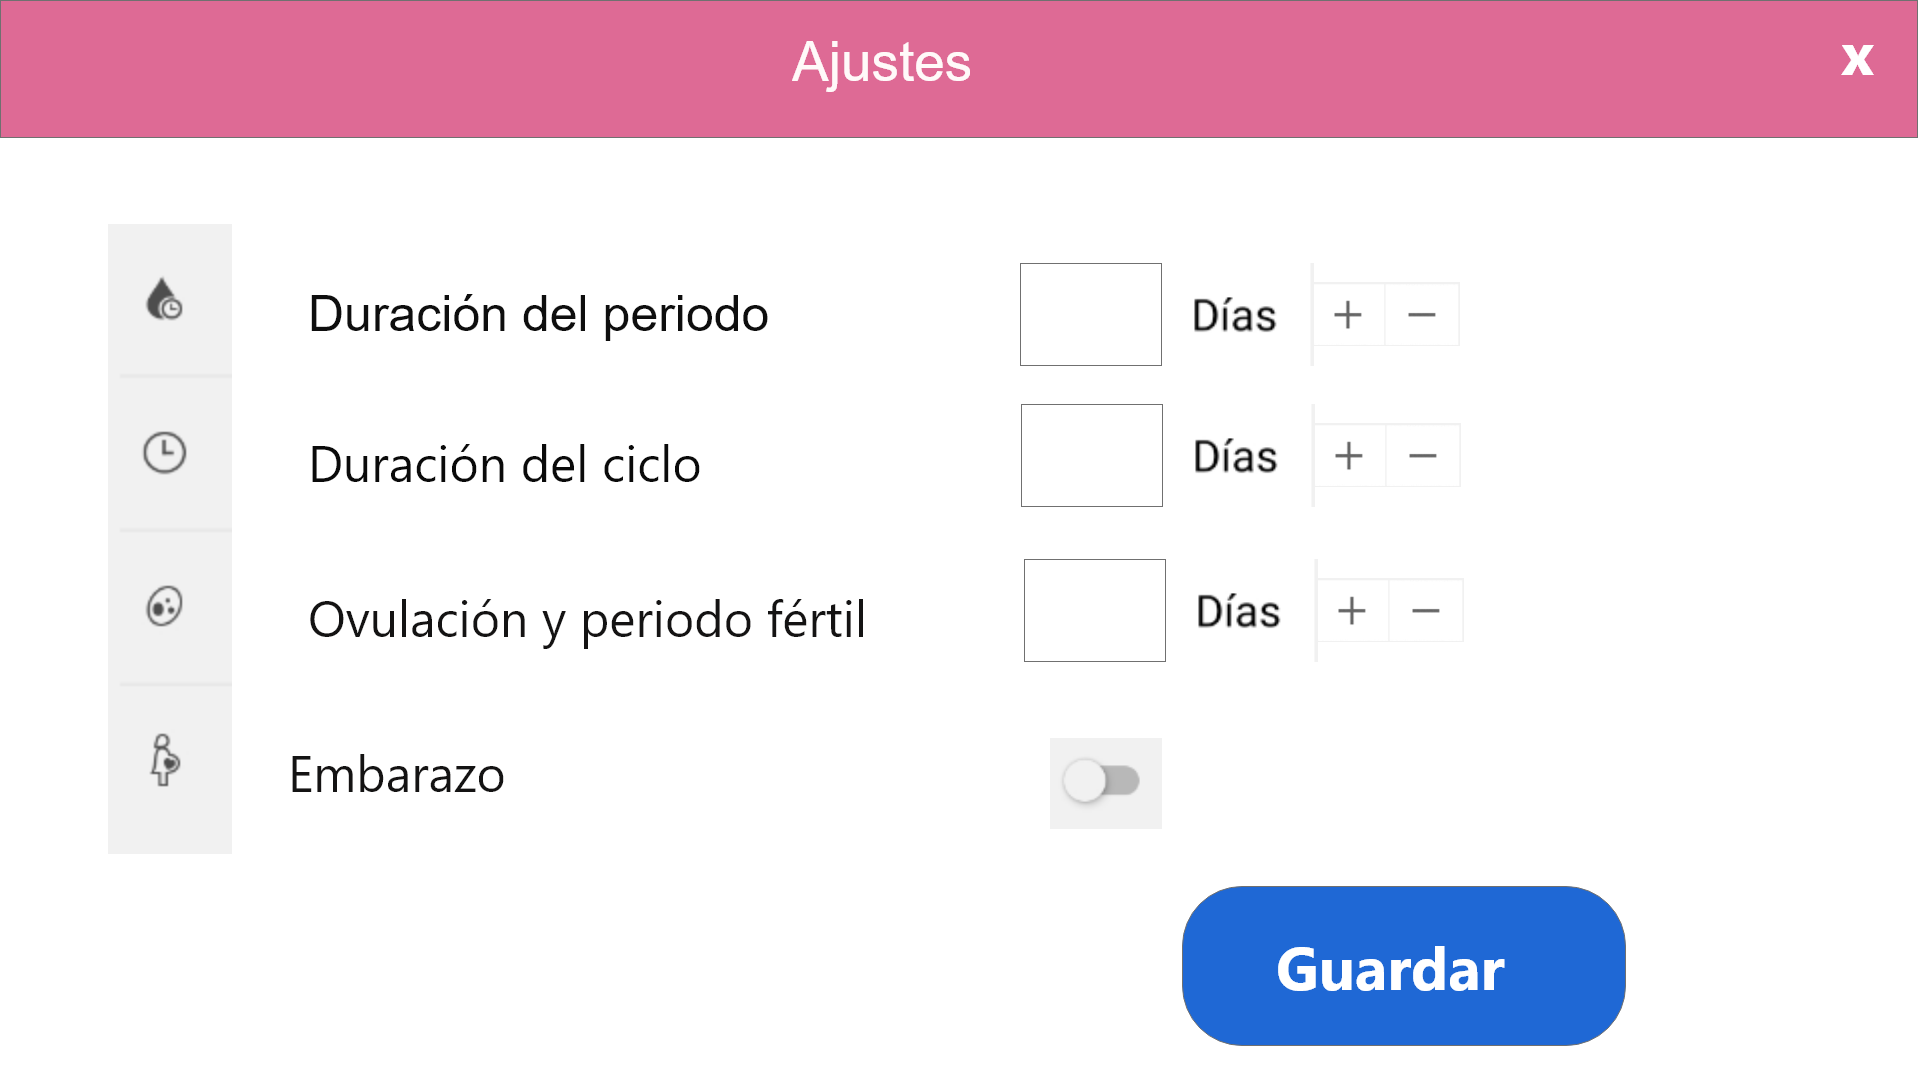 Ajustes x
Duración del periodo Días + −
Duración del ciclo Días + −
Ovulación y periodo fértil Días + −
Embarazo
Guardar